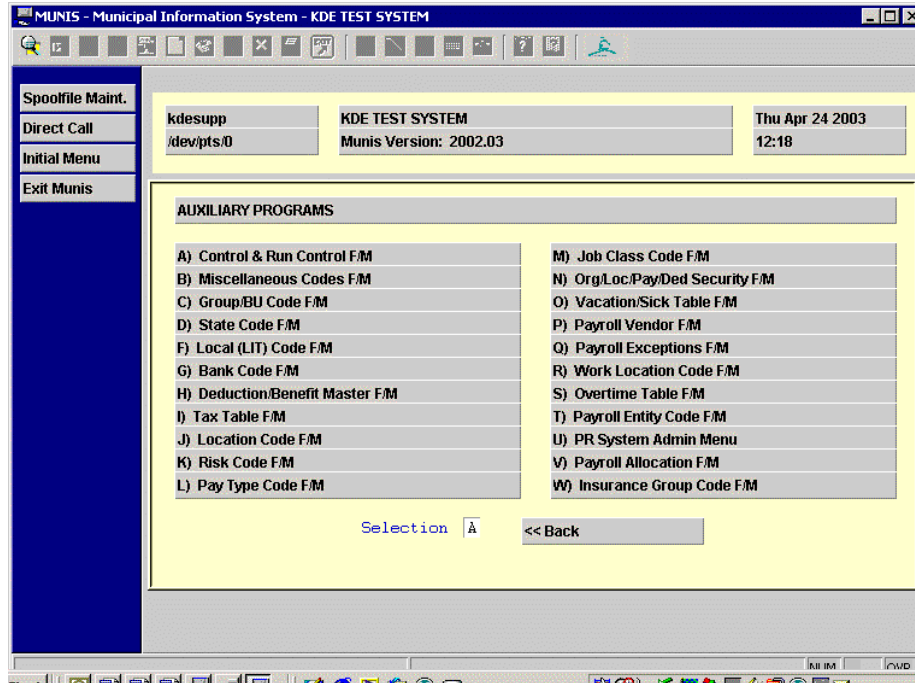 MUNIS - Municipal Information System - KDE TEST SYSTEM
Spoolfile Maint.
Direct Call
Initial Menu
Exit Munis
kdesupp
KDE TEST SYSTEM
Thu Apr 24 2003
/dev/pts/0
Munis Version: 2002.03
12:18
AUXILIARY PROGRAMS
A) Control & Run Control F/M
B) Miscellaneous Codes F/M
C) Group/BU Code F/M
D) State Code F/M
F) Local (LIT) Code F/M
G) Bank Code F/M
H) Deduction/Benefit Master F/M
I) Tax Table F/M
J) Location Code F/M
K) Risk Code F/M
L) Pay Type Code F/M
M) Job Class Code F/M
N) Org/Loc/Pay/Ded Security F/M
O) Vacation/Sick Table F/M
P) Payroll Vendor F/M
Q) Payroll Exceptions F/M
R) Work Location Code F/M
S) Overtime Table F/M
T) Payroll Entity Code F/M
U) PR System Admin Menu
V) Payroll Allocation F/M
W) Insurance Group Code F/M
Selection A
<< Back
NUM
OVR